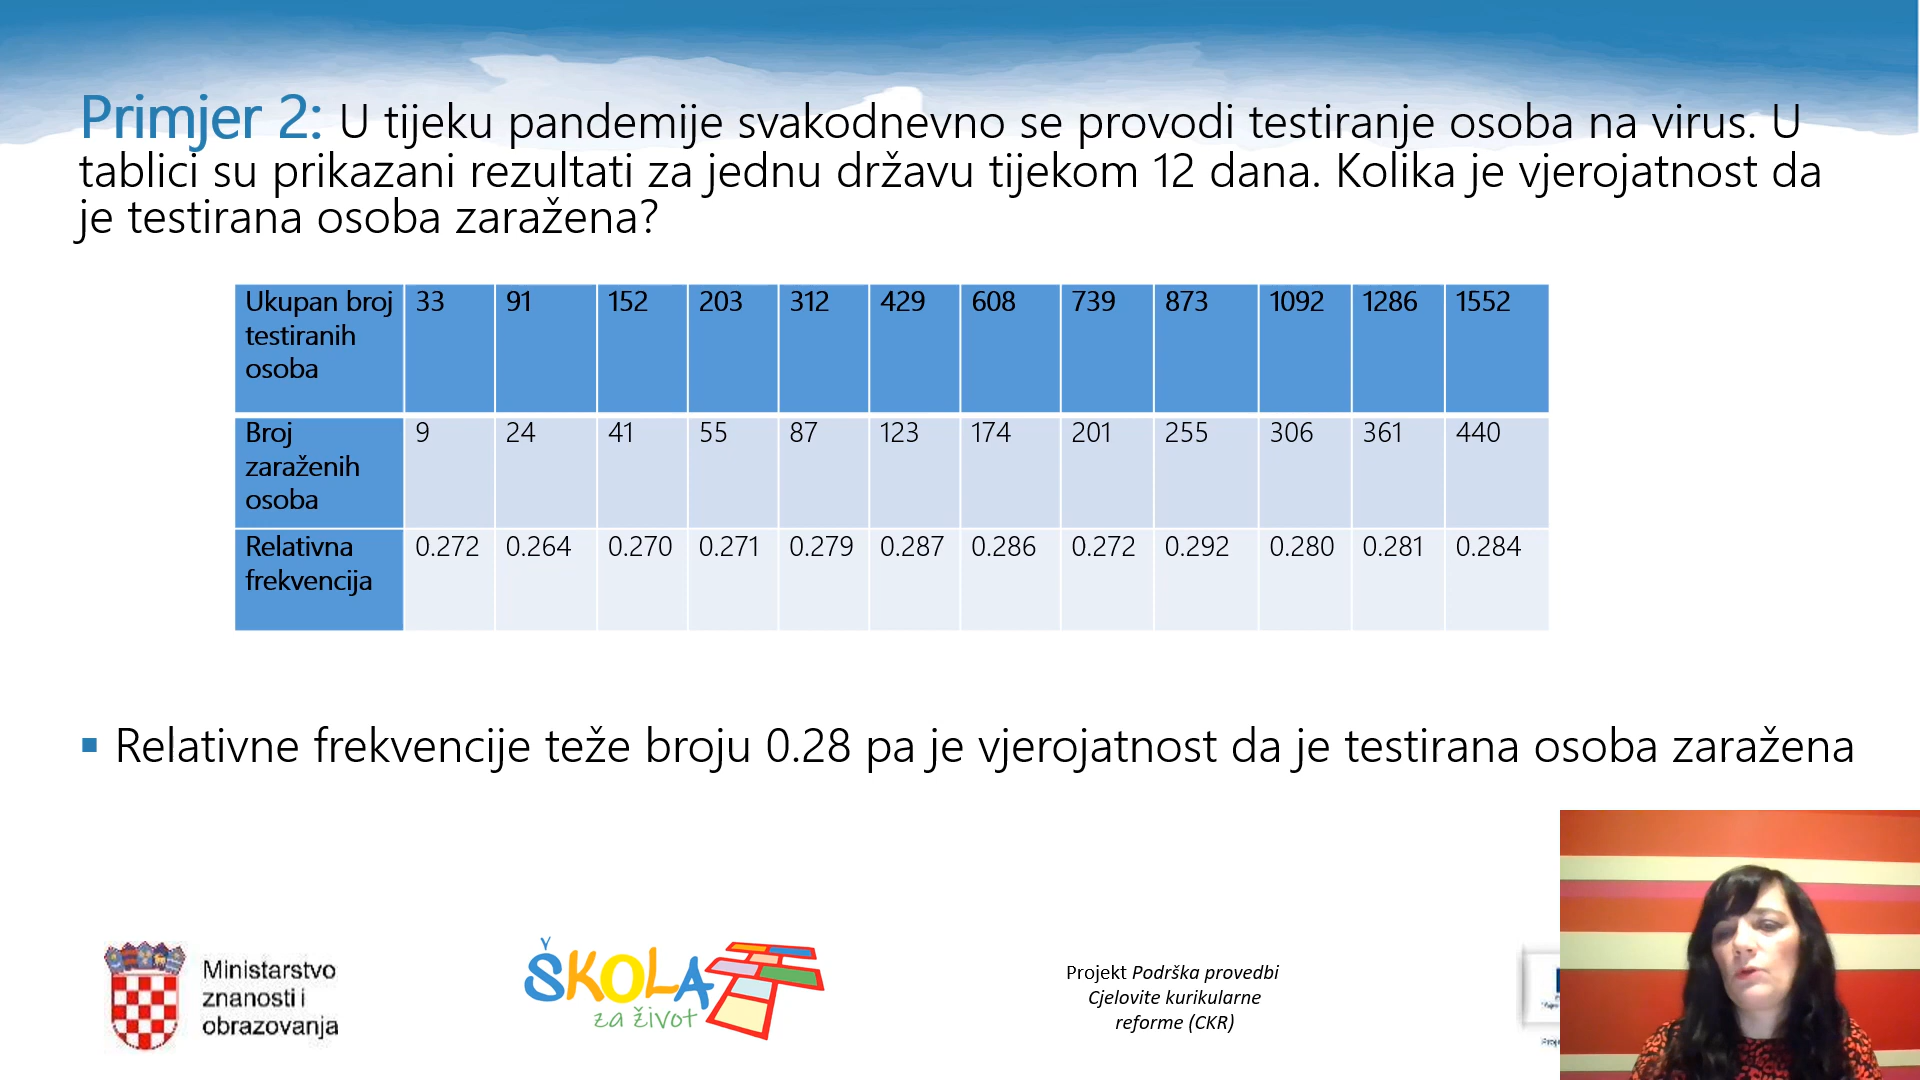 Primjer 2: U tijeku pandemije svakodnevno se provodi testiranje osoba na virus. U
tablici su prikazani rezultati za jednu državu tijekom 12 dana. Kolika je vjerojatnost da
je testirana osoba zaražena?
Ukupan broj testiranih osoba 33 91 152 203 312 429 608 739 873 1092 1286 1552
Broj zaraženih osoba 9 24 41 55 87 123 174 201 255 306 361 440
Relativna frekvencija 0.272 0.264 0.270 0.271 0.279 0.287 0.286 0.272 0.292 0.280 0.281 0.284
Relativne frekvencije teže broju 0.28 pa je vjerojatnost da je testirana osoba zaražena
Ministarstvo
znanosti i
obrazovanja
ŠKOLA
za život
Projekt Podrška provedbi
Cjelovite kurikularne
reforme (CKR)